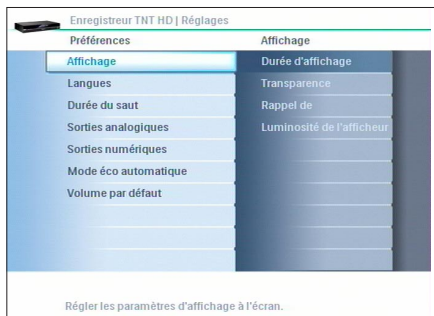 Enregistreur TNT HD | Réglages
Préférences
Affichage
Affichage
Langues
Durée du saut
Sorties analogiques
Sorties numériques
Mode éco automatique
Volume par défaut
Durée d'affichage
Transparence
Rappel de
Luminosité de l'afficheur
Régler les paramètres d'affichage à l'écran.